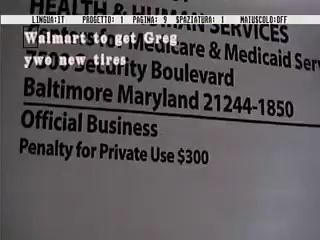 LINGUA:IT PROGETTO: 1 PAGINA: 9 SPAZIATURA: 1 MAIUSCOLO:OFF
HEALTH & HUMAN SERVICES
Walmart to get Greg
Medicare & Medicaid Serv
ywo new tires
7500 Security Boulevard
Baltimore Maryland 21244-1850
Official Business
Penalty for Private Use $300